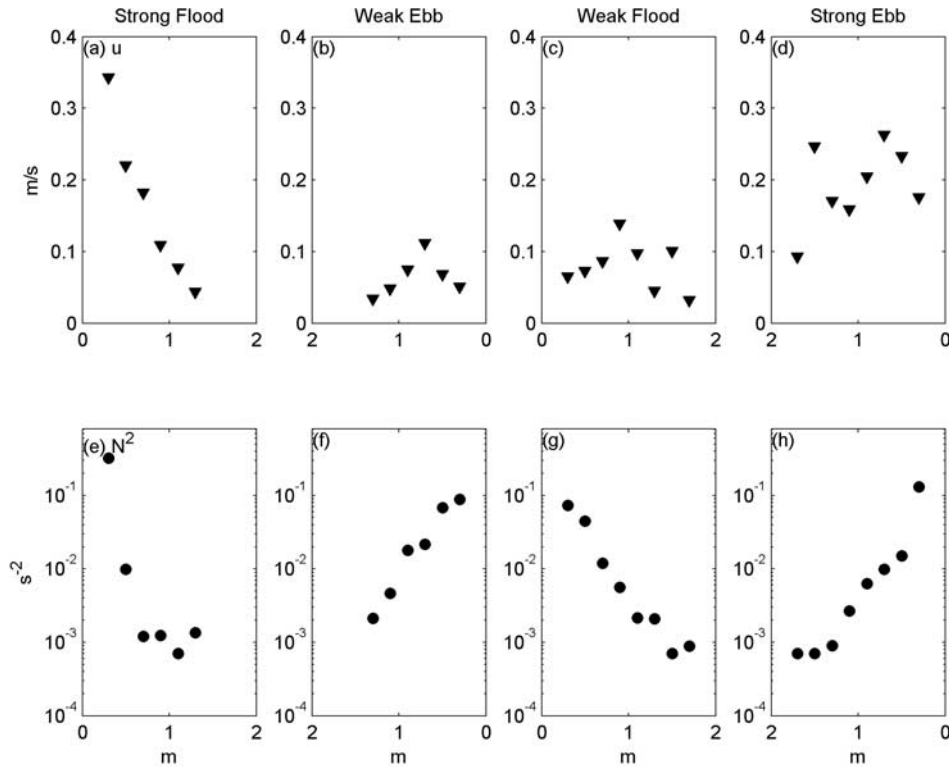 Strong Flood Weak Ebb Weak Flood Strong Ebb
(a) u (b) (c) (d)
0.4 0.4 0.4 0.4
0.3 0.3 0.3 0.3
m/s
0.2 0.2 0.2 0.2
0.1 0.1 0.1 0.1
0 0 0 0
0 1 2 2 1 0 0 1 2 2 1 0
(e) N² (f) (g) (h)
10⁻¹ 10⁻¹ 10⁻¹ 10⁻¹
s⁻²
10⁻² 10⁻² 10⁻² 10⁻²
10⁻³ 10⁻³ 10⁻³ 10⁻³
10⁻⁴ 10⁻⁴ 10⁻⁴ 10⁻⁴
0 1 2 2 1 0 0 1 2 2 1 0
m m m m